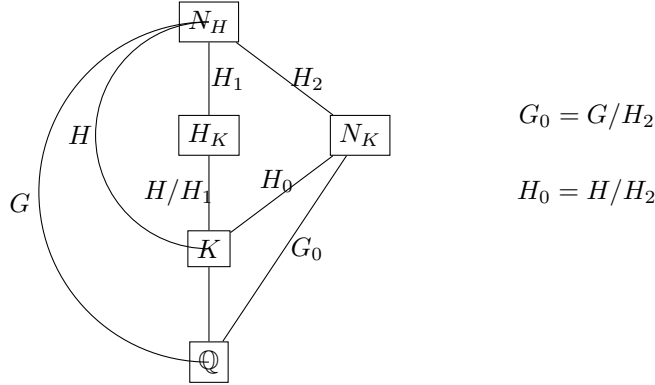 N_H
H_1
H_2
H
H_K
N_K
G_0 = G/H_2
G
H/H_1
H_0
H_0 = H/H_2
K
G_0
ℚ